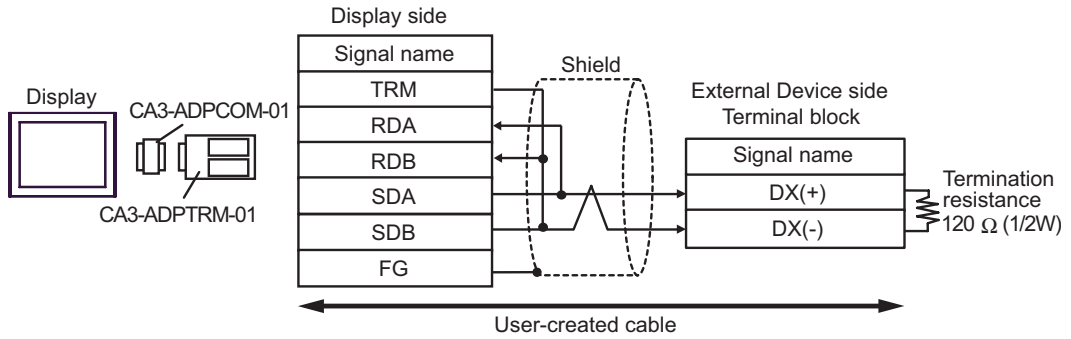 Display side
Signal name
TRM
RDA
RDB
SDA
SDB
FG
Shield
Display
CA3-ADPCOM-01
CA3-ADPTRM-01
External Device side
Terminal block
Signal name
DX(+)
DX(-)
Termination
resistance
120 Ω (1/2W)
User-created cable